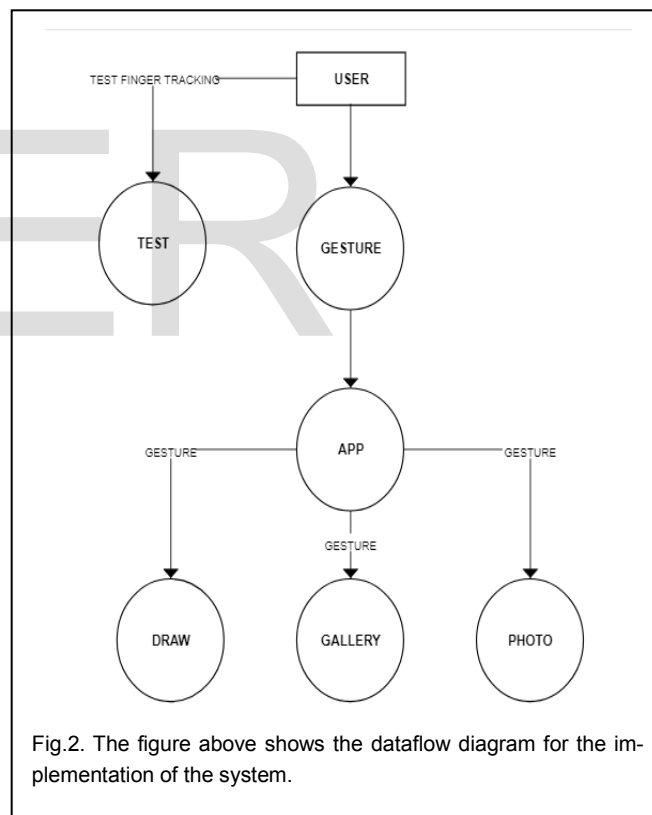 USER
TEST FINGER TRACKING
TEST
GESTURE
APP
GESTURE
GESTURE
GESTURE
DRAW
GALLERY
PHOTO
ER
Fig.2. The figure above shows the dataflow diagram for the im-
plementation of the system.